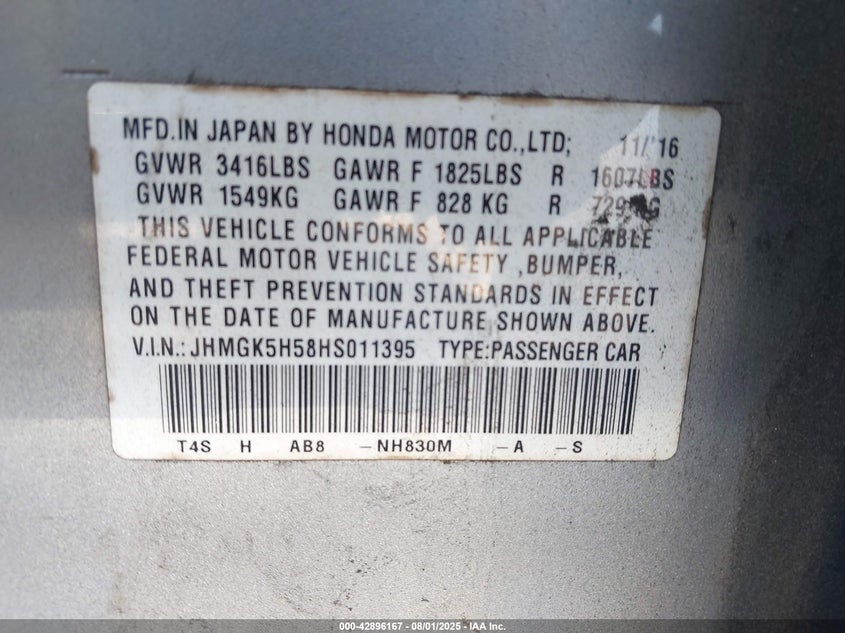 MFD.IN JAPAN BY HONDA MOTOR CO.,LTD; 11/'16
GVWR 3416LBS GAWR F 1825LBS R 1607LBS
GVWR 1549KG GAWR F 828 KG R
THIS VEHICLE CONFORMS TO ALL APPLICABLE
FEDERAL MOTOR VEHICLE SAFETY ,BUMPER,
AND THEFT PREVENTION STANDARDS IN EFFECT
ON THE DATE OF MANUFACTURE SHOWN ABOVE.
V.I.N.: JHMGK5H58HS011395 TYPE:PASSENGER CAR
T4S H AB8 -NH830M -A -S
000-42896167 - 08/01/2025 - IAA Inc.